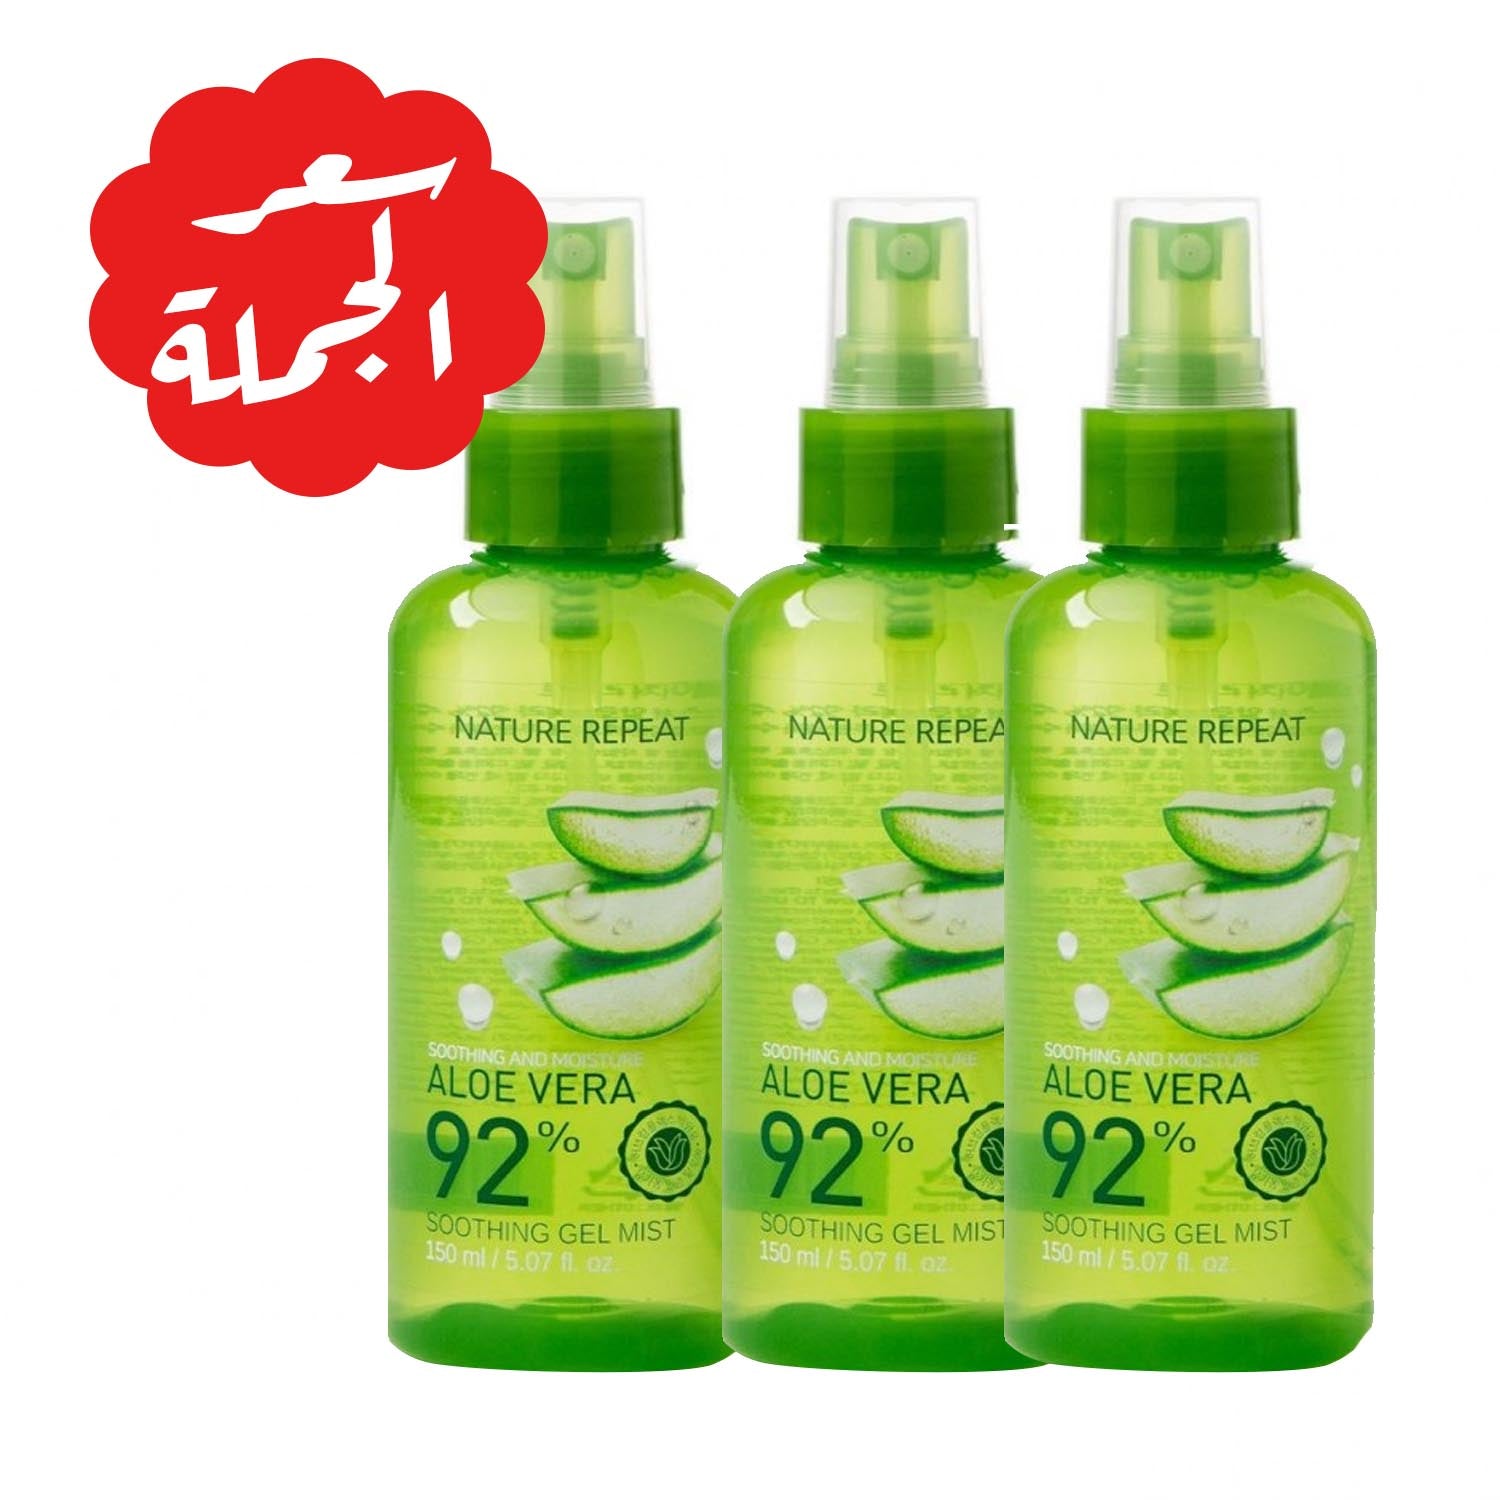 سعر
الجملة
NATURE REPEAT
SOOTHING AND MOISTURE
ALOE VERA
92%
SOOTHING GEL MIST
150 ml / 5.07 fl. oz.
NATURE REPEA
SOOTHING AND MOISTURE
ALOE VERA
92%
SOOTHING GEL MIST
150 ml / 5.07 fl. oz.
NATURE REPEAT
SOOTHING AND MOISTURE
ALOE VERA
92%
SOOTHING GEL MIST
150 ml / 5.07 fl. oz.